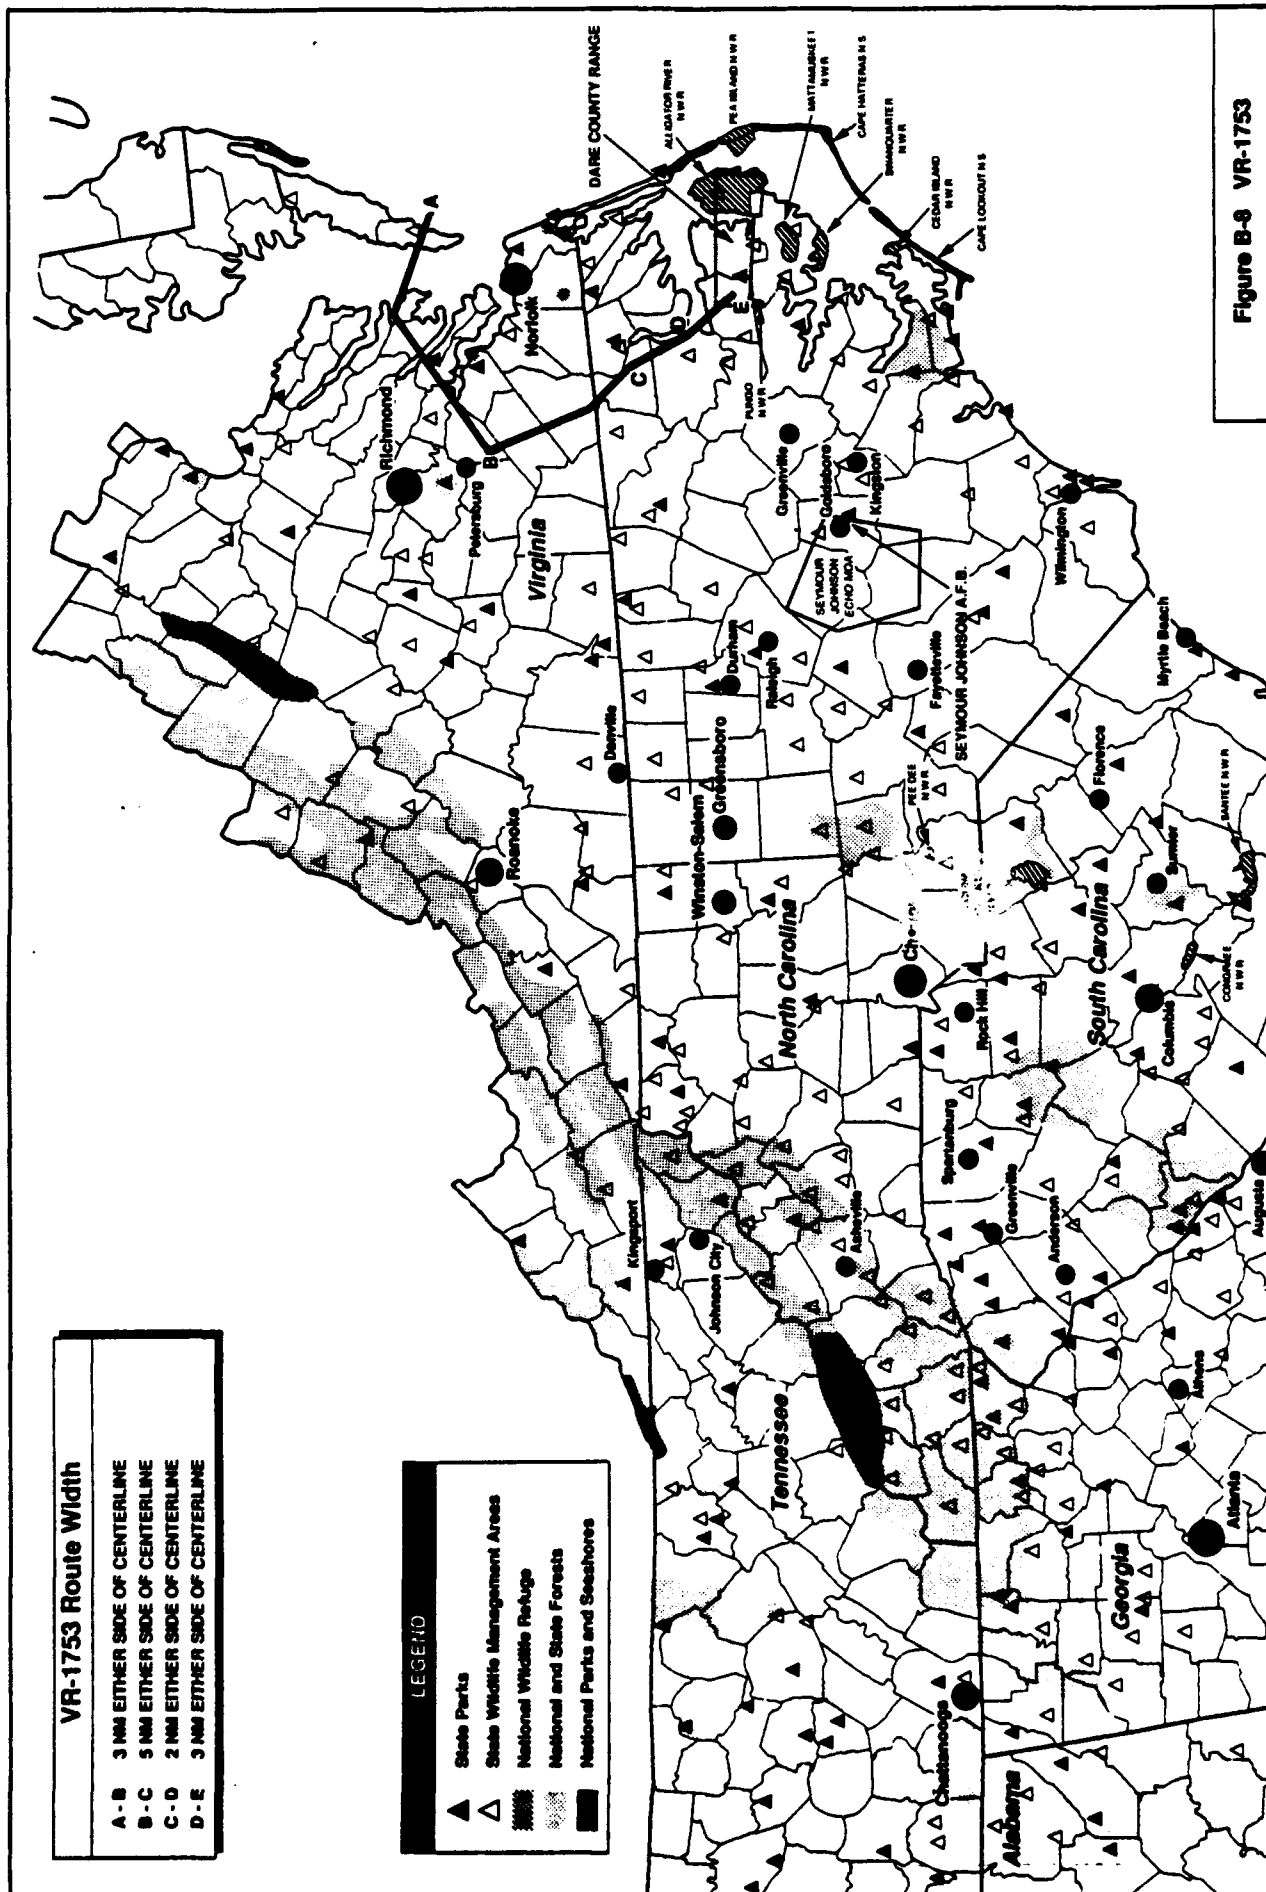 VR-1753 Route Width
A - B 3 NM EITHER SIDE OF CENTERLINE
B - C 5 NM EITHER SIDE OF CENTERLINE
C - D 2 NM EITHER SIDE OF CENTERLINE
D - E 3 NM EITHER SIDE OF CENTERLINE
LEGEND
State Parks
State Wildlife Management Areas
National Wildlife Refuge
National and State Forests
National Parks and Seashores
A
B
C
D
E
Richmond
Petersburg
Norfolk
Virginia
Roanoke
Danville
Kingsport
Johnson City
Tennessee
Chattanooga
Alabama
Georgia
Atlanta
Athens
Augusta
Asheville
Greenville
Anderson
Spartanburg
Rock Hill
North Carolina
Winston-Salem
Greensboro
Durham
Raleigh
Fayetteville
Greenville
Goldsboro
Kingston
Wilmington
Myrtle Beach
Florence
Sumter
South Carolina
Columbia
SEYMOUR
JOHNSON
ECHO MOA
SEYMOUR JOHNSON A.F.B.
PEE DEE
N W R
SANTEE N W R
CONGAREE
N W R
PUNGO
N W R
DARE COUNTY RANGE
ALLIGATOR RIVER
N W R
PEA ISLAND N W R
N W R
CAPE HATTERAS N S
SWANQUARTER
N W R
CEDAR ISLAND
N W R
CAPE LOOKOUT N S
Figure B-8 VR-1753